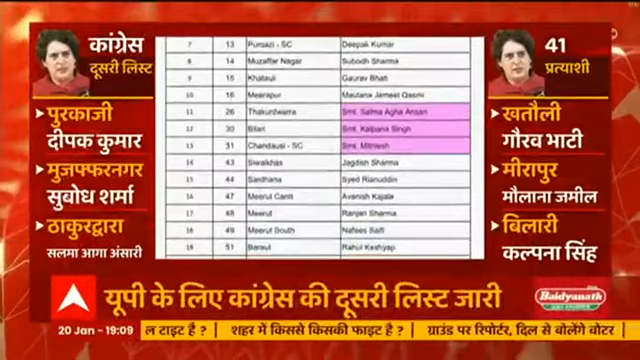 कांग्रेस
दूसरी लिस्ट
पुरकाजी
दीपक कुमार
मुजफ्फरनगर
सुबोध शर्मा
ठाकुरद्वारा
सलमा आगा अंसारी
7 13 Purqazi - SC Deepak Kumar
8 14 Muzaffar Nagar Subodh Sharma
9 15 Khatauli Gaurav Bhati
10 16 Meerapur Maulana Jameel Qasmi
11 26 Thakurdwara Smt. Salma Agha Ansari
12 30 Bilari Smt. Kalpana Singh
13 31 Chandausi - SC Smt. Mithlesh
14 43 Siwalkhas Jagdish Sharma
15 44 Sardhana Syed Rianuddin
16 47 Meerut Cantt Avanish Kajala
17 48 Meerut Ranjan Sharma
18 49 Meerut South Nafees Saifi
19 51 Baraut Rahul Kashyap
41
प्रत्याशी
खतौली
गौरव भाटी
मीरापुर
मौलाना जमील
बिलारी
कल्पना सिंह
यूपी के लिए कांग्रेस की दूसरी लिस्ट जारी
Baidyanath
20 Jan - 19:09
ल टाइट है ? शहर में किससे किसकी फाइट है ? ग्राउंड पर रिपोर्टर, दिल से बोलेंगे वोटर